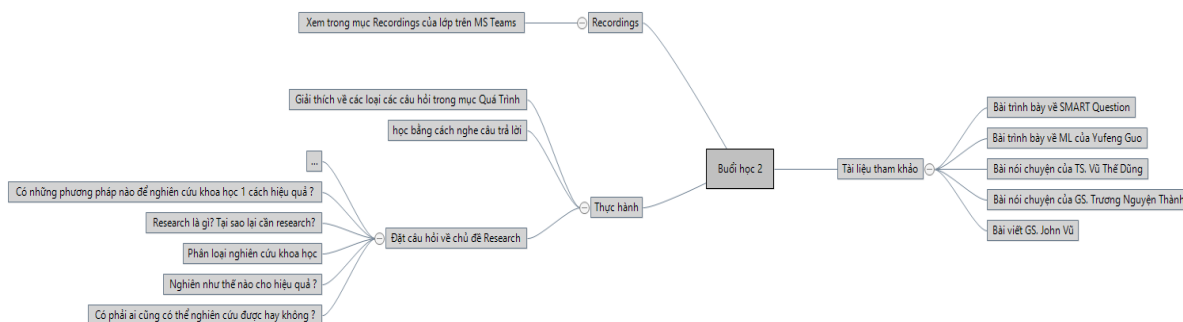 Xem trong mục Recordings của lớp trên MS Teams
Recordings
Giải thích về các loại các câu hỏi trong mục Quá Trình
học bằng cách nghe câu trả lời
...
Có những phương pháp nào để nghiên cứu khoa học 1 cách hiệu quả ?
Research là gì? Tại sao lại cần research?
Phân loại nghiên cứu khoa học
Nghiên như thế nào cho hiệu quả ?
Có phải ai cũng có thể nghiên cứu được hay không ?
Đặt câu hỏi về chủ đề Research
Thực hành
Buổi học 2
Tài liệu tham khảo
Bài trình bày về SMART Question
Bài trình bày về ML của Yufeng Guo
Bài nói chuyện của TS. Vũ Thế Dũng
Bài nói chuyện của GS. Trương Nguyện Thành
Bài viết GS. John Vũ